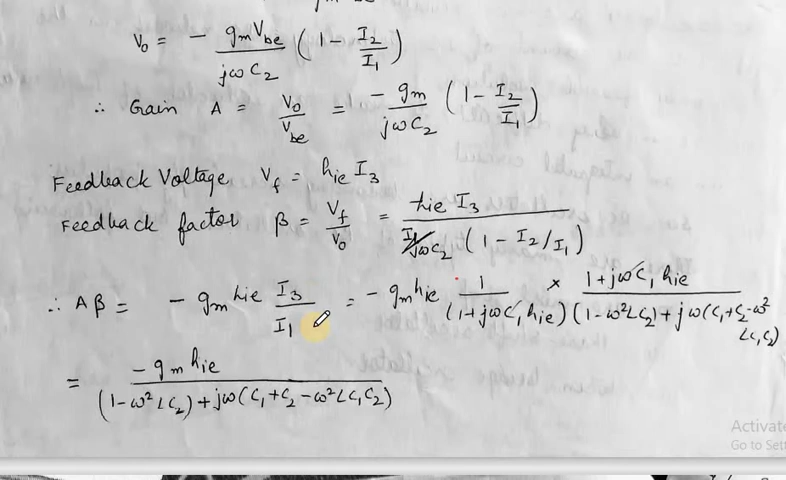 V₀ = - gₘVbe / jωC₂ (1 - I₂/I₁)
∴ Gain A = V₀/Vbe = -gₘ / jωC₂ (1 - I₂/I₁)
Feedback Voltage V_f = hie I₃
Feedback factor β = V_f/V₀ = hie I₃ / I₁/jωC₂ (1 - I₂/I₁)
∴ Aβ = - gₘ hie I₃/I₁ = - gₘ hie 1/(1+jωC₁hie) × 1+jωC₁hie / (1-ω²LC₂)+jω(C₁+C₂-ω²LC₁C₂)
= -gₘhie / (1-ω²LC₂)+jω(C₁+C₂-ω²LC₁C₂)
Activate
Go to Sett